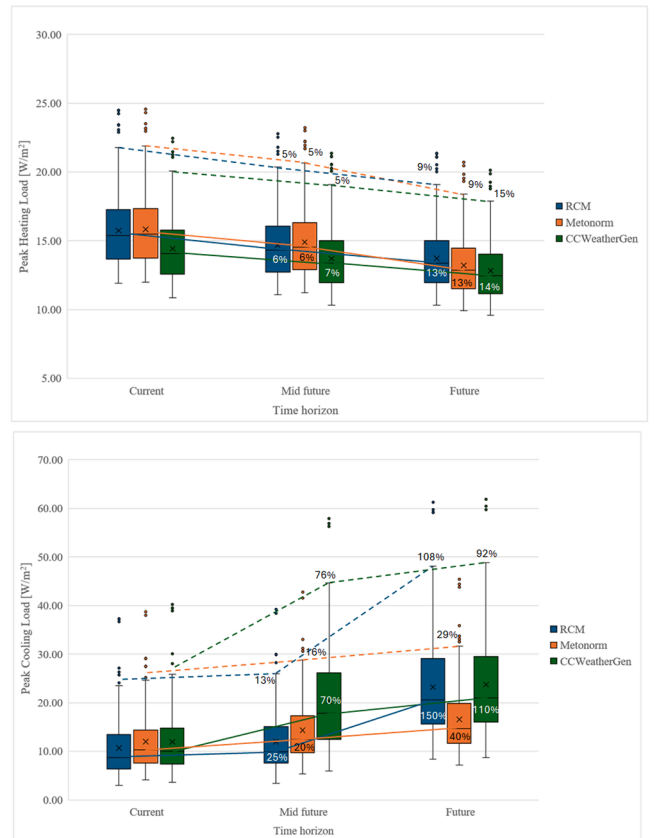 30.00
25.00
20.00
15.00
10.00
5.00
Peak Heating Load [W/m²]
5%
5%
5%
9%
9%
15%
6%
6%
7%
13%
13%
14%
Current
Mid future
Future
Time horizon
RCM
Metonorm
CCWeatherGen
70.00
60.00
50.00
40.00
30.00
20.00
10.00
0.00
Peak Cooling Load [W/m²]
76%
108%
92%
13%
16%
29%
25%
20%
70%
150%
40%
110%
Current
Mid future
Future
Time horizon
RCM
Metonorm
CCWeatherGen